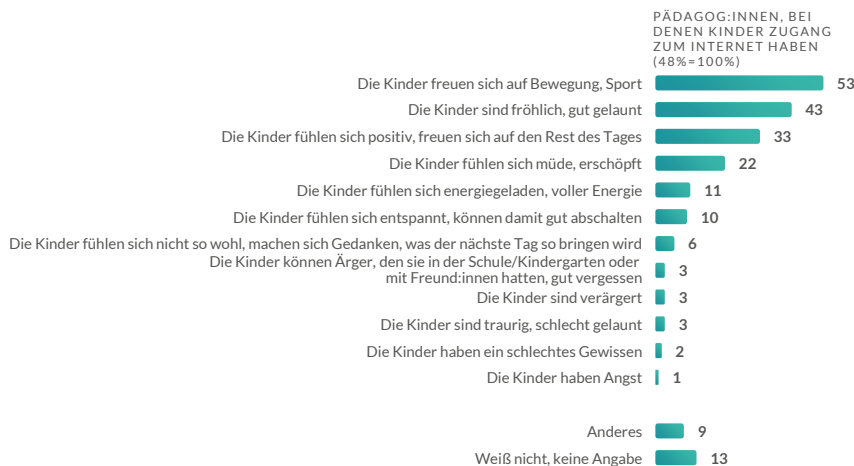 PÄDAGOG:INNEN, BEI
DENEN KINDER ZUGANG
ZUM INTERNET HABEN
(48%=100%)
Die Kinder freuen sich auf Bewegung, Sport 53
Die Kinder sind fröhlich, gut gelaunt 43
Die Kinder fühlen sich positiv, freuen sich auf den Rest des Tages 33
Die Kinder fühlen sich müde, erschöpft 22
Die Kinder fühlen sich energiegeladen, voller Energie 11
Die Kinder fühlen sich entspannt, können damit gut abschalten 10
Die Kinder fühlen sich nicht so wohl, machen sich Gedanken, was der nächste Tag so bringen wird 6
Die Kinder können Ärger, den sie in der Schule/Kindergarten oder
mit Freund:innen hatten, gut vergessen 3
Die Kinder sind verärgert 3
Die Kinder sind traurig, schlecht gelaunt 3
Die Kinder haben ein schlechtes Gewissen 2
Die Kinder haben Angst 1
Anderes 9
Weiß nicht, keine Angabe 13